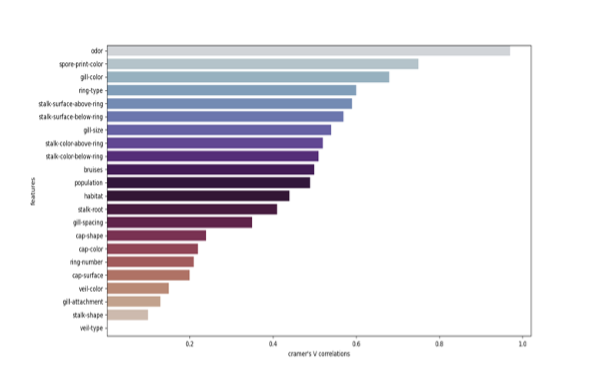 odor
spore-print-color
gill-color
ring-type
stalk-surface-above-ring
stalk-surface-below-ring
gill-size
stalk-color-above-ring
stalk-color-below-ring
bruises
population
habitat
stalk-root
gill-spacing
cap-shape
cap-color
ring-number
cap-surface
veil-color
gill-attachment
stalk-shape
veil-type
features
0.2 0.4 0.6 0.8 1.0
cramer's V correlations